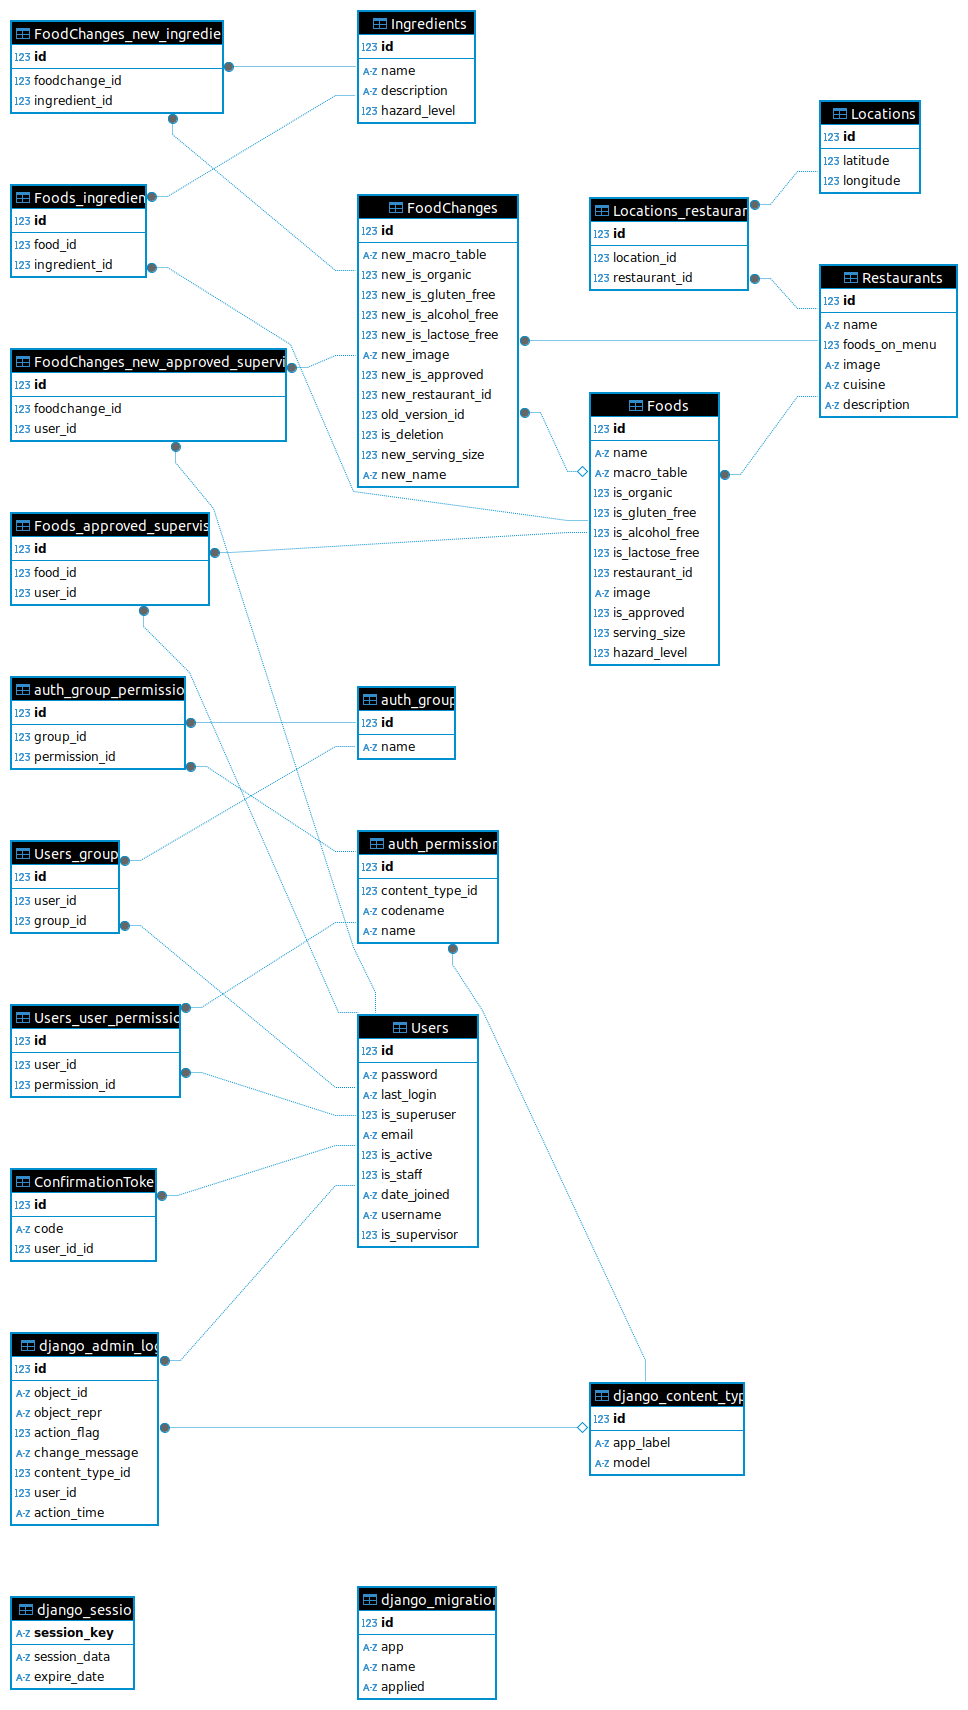 FoodChanges_new_ingredie
123 id
123 foodchange_id
123 ingredient_id
Ingredients
123 id
A-Z name
A-Z description
123 hazard_level
Locations
123 id
123 latitude
123 longitude
Foods_ingredien
123 id
123 food_id
123 ingredient_id
FoodChanges
123 id
A-Z new_macro_table
123 new_is_organic
123 new_is_gluten_free
123 new_is_alcohol_free
123 new_is_lactose_free
A-Z new_image
123 new_is_approved
123 new_restaurant_id
123 old_version_id
123 is_deletion
123 new_serving_size
A-Z new_name
Locations_restaurar
123 id
123 location_id
123 restaurant_id
Restaurants
123 id
A-Z name
123 foods_on_menu
A-Z image
A-Z cuisine
A-Z description
FoodChanges_new_approved_supervi
123 id
123 foodchange_id
123 user_id
Foods
123 id
A-Z name
A-Z macro_table
123 is_organic
123 is_gluten_free
123 is_alcohol_free
123 is_lactose_free
123 restaurant_id
A-Z image
123 is_approved
123 serving_size
123 hazard_level
Foods_approved_supervis
123 id
123 food_id
123 user_id
auth_group_permissio
123 id
123 group_id
123 permission_id
auth_group
123 id
A-Z name
Users_group
123 id
123 user_id
123 group_id
auth_permission
123 id
123 content_type_id
A-Z codename
A-Z name
Users_user_permissio
123 id
123 user_id
123 permission_id
Users
123 id
A-Z password
A-Z last_login
123 is_superuser
A-Z email
123 is_active
123 is_staff
A-Z date_joined
A-Z username
123 is_supervisor
ConfirmationToke
123 id
A-Z code
123 user_id_id
django_admin_log
123 id
A-Z object_id
A-Z object_repr
123 action_flag
A-Z change_message
123 content_type_id
123 user_id
A-Z action_time
django_content_typ
123 id
A-Z app_label
A-Z model
django_sessio
A-Z session_key
A-Z session_data
A-Z expire_date
django_migration
123 id
A-Z app
A-Z name
A-Z applied